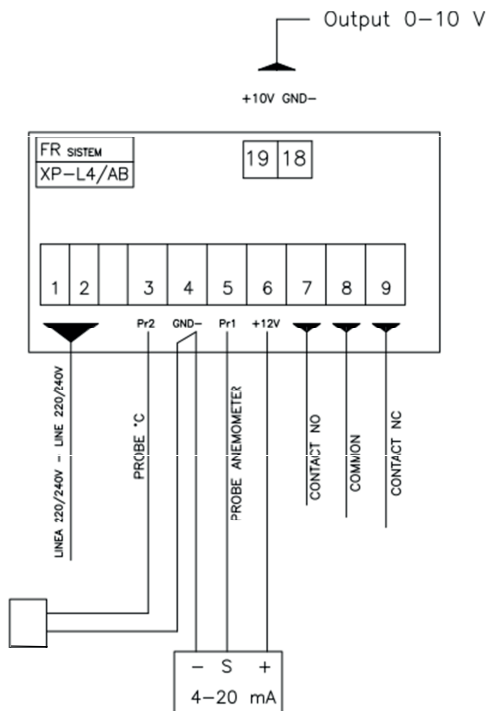 Output 0-10 V
+10V GND-
FR SISTEM
XP-L4/AB
19 18
1 2 3 4 5 6 7 8 9
Pr2 GND- Pr1 +12V
LINEA 220/240V - LINE 220/240V
PROBE °C
PROBE ANEMOMETER
CONTACT NO
COMMON
CONTACT NC
- S +
4-20 mA